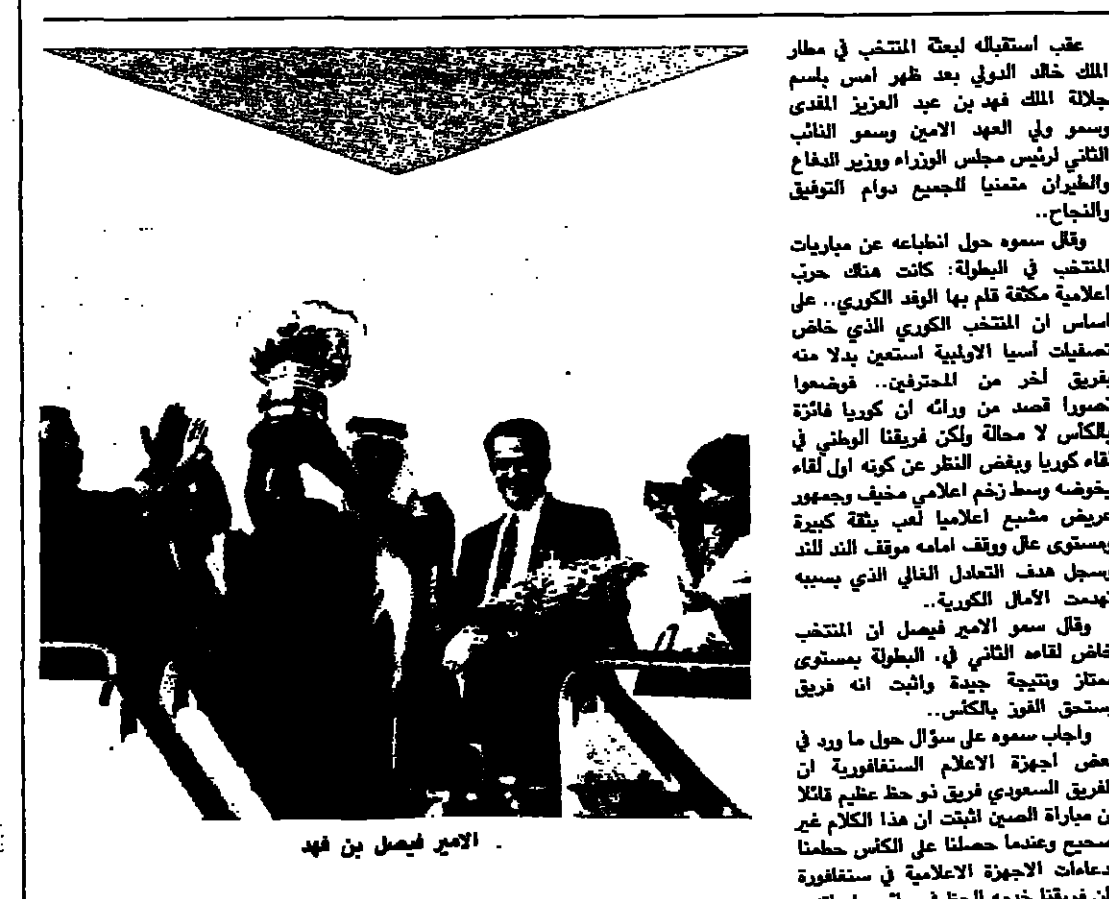 عقب استقباله لبعثة المنتخب في مطار
الملك خالد الدولي بعد ظهر امس باسم
جلالة الملك فهد بن عبد العزيز المفدى
وسمو ولي العهد الامين وسمو النائب
الثاني لرئيس مجلس الوزراء ووزير الدفاع
والطيران متمنيا للجميع دوام التوفيق
والنجاح..
وقال سموه حول انطباعه عن مباريات
المنتخب في البطولة: كانت هناك حرب
اعلامية مكثفة قام بها الوفد الكوري.. على
اساس ان المنتخب الكوري الذي خاض
تصفيات آسيا الاولمبية استعين بدلا منه
بفريق آخر من المحترفين.. فوضعوا
تصورا قصد من ورائه ان كوريا فائزة
بالكأس لا محالة ولكن فريقنا الوطني في
لقاء كوريا وبغض النظر عن كونه اول لقاء
يخوضه وسط زخم اعلامي مخيف وجمهور
عريض مشبع اعلاميا لعب بثقة كبيرة
ومستوى عال ووقف امامه موقف الند للند
وسجل هدف التعادل الغالي الذي بسببه
تهدمت الآمال الكورية..
وقال سمو الامير فيصل ان المنتخب
خاض لقاءه الثاني في. البطولة بمستوى
ممتاز ونتيجة جيدة واثبت انه فريق
يستحق الفوز بالكأس..
واجاب سموه على سؤال حول ما ورد في
بعض اجهزة الاعلام السنغافورية ان
الفريق السعودي فريق ذو حظ عظيم قائلا
ان مباراة الصين اثبتت ان هذا الكلام غير
صحيح وعندما حصلنا على الكأس حطمنا
ادعاءات الاجهزة الاعلامية في سنغافورة
ان فريقنا خدمه الحظ في
الامير فيصل بن فهد